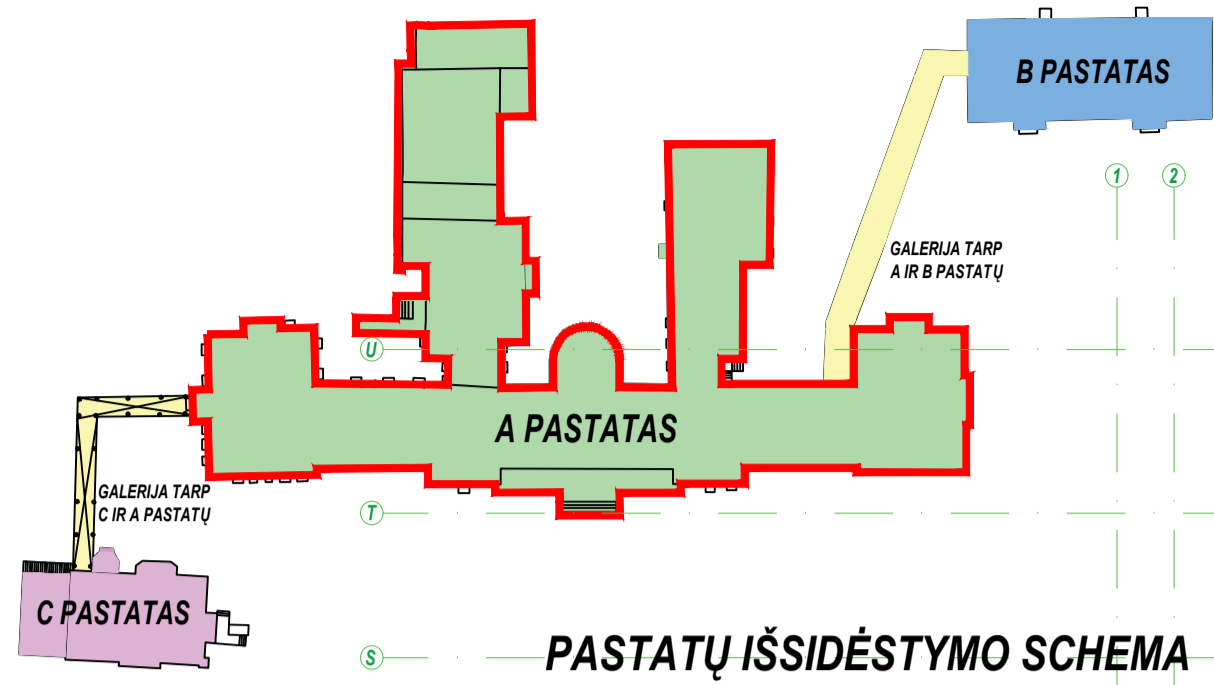 B PASTATAS
1
2
GALERIJA TARP
A IR B PASTATŲ
U
A PASTATAS
GALERIJA TARP
C IR A PASTATŲ
T
C PASTATAS
S
PASTATŲ IŠSIDĖSTYMO SCHEMA